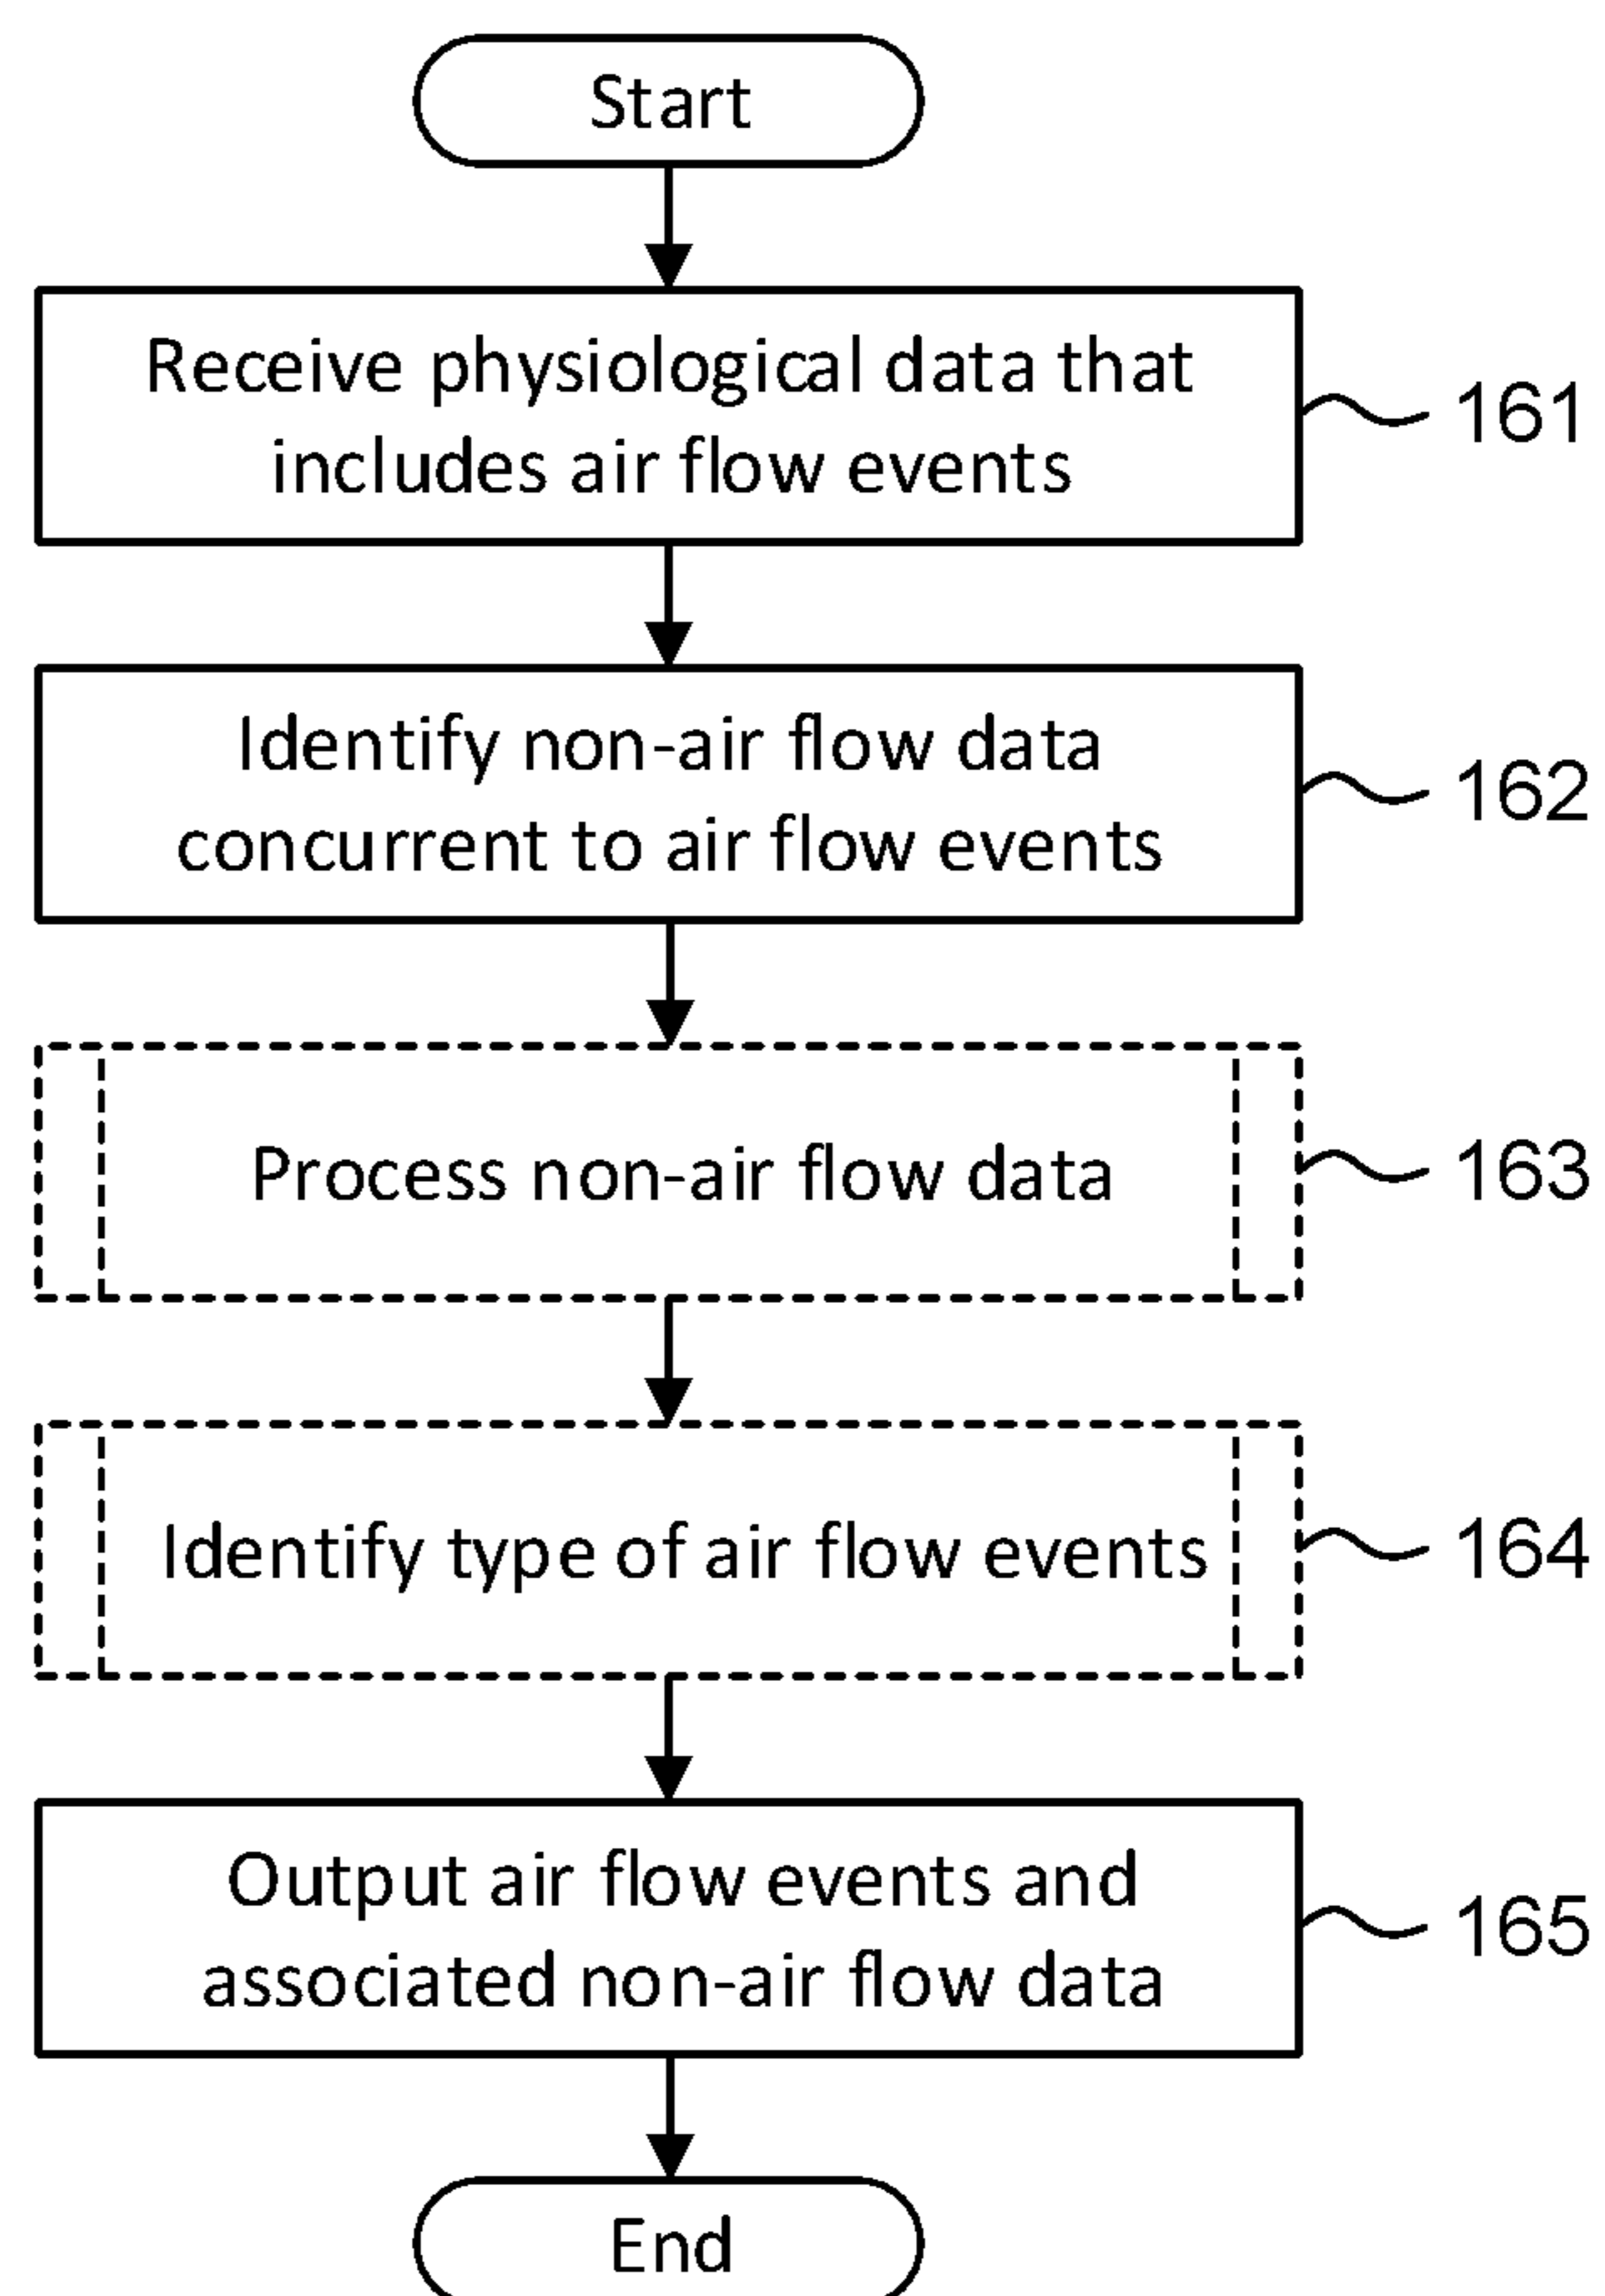 Start
Receive physiological data that
includes air flow events
161
Identify non-air flow data
concurrent to air flow events
162
Process non-air flow data
163
Identify type of air flow events
164
Output air flow events and
associated non-air flow data
165
End